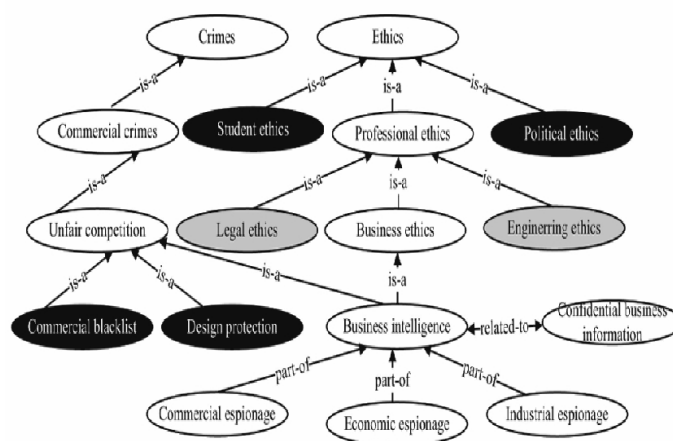 Crimes
Ethics
is-a
is-a
is-a
is-a
Commercial crimes
Student ethics
Professional ethics
Political ethics
is-a
is-a
is-a
is-a
Unfair competition
Legal ethics
Business ethics
Enginerring ethics
is-a
is-a
is-a
is-a
Commercial blacklist
Design protection
Business intelligence
related-to
Confidential business
information
part-of
part-of
part-of
Commercial espionage
Economic espionage
Industrial espionage